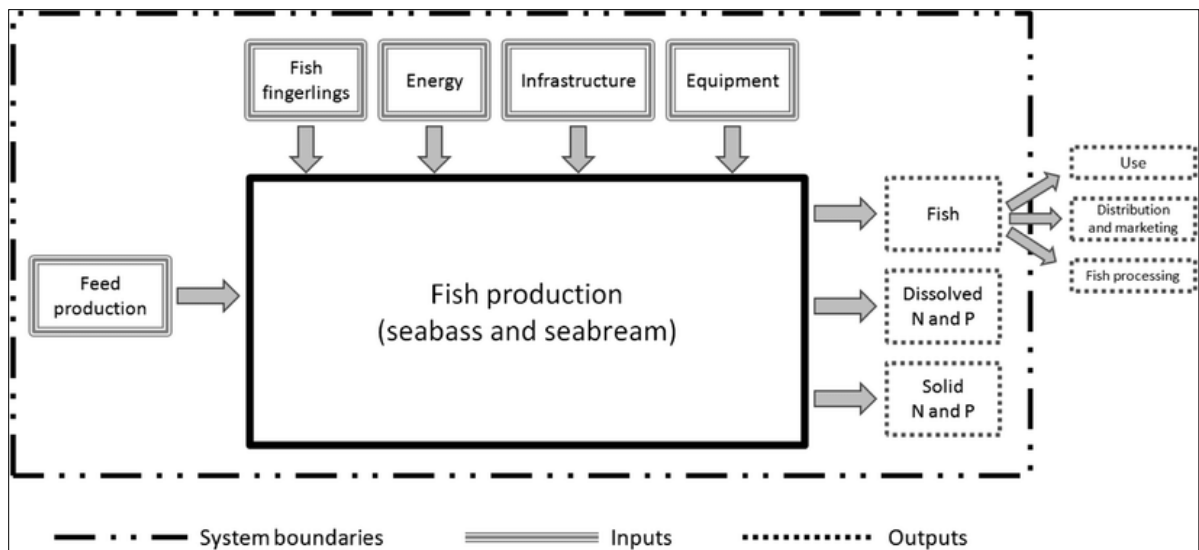 Fish
fingerlings
Energy
Infrastructure
Equipment
Feed
production
Fish production
(seabass and seabream)
Fish
Dissolved
N and P
Solid
N and P
Use
Distribution
and marketing
Fish processing
System boundaries
Inputs
Outputs